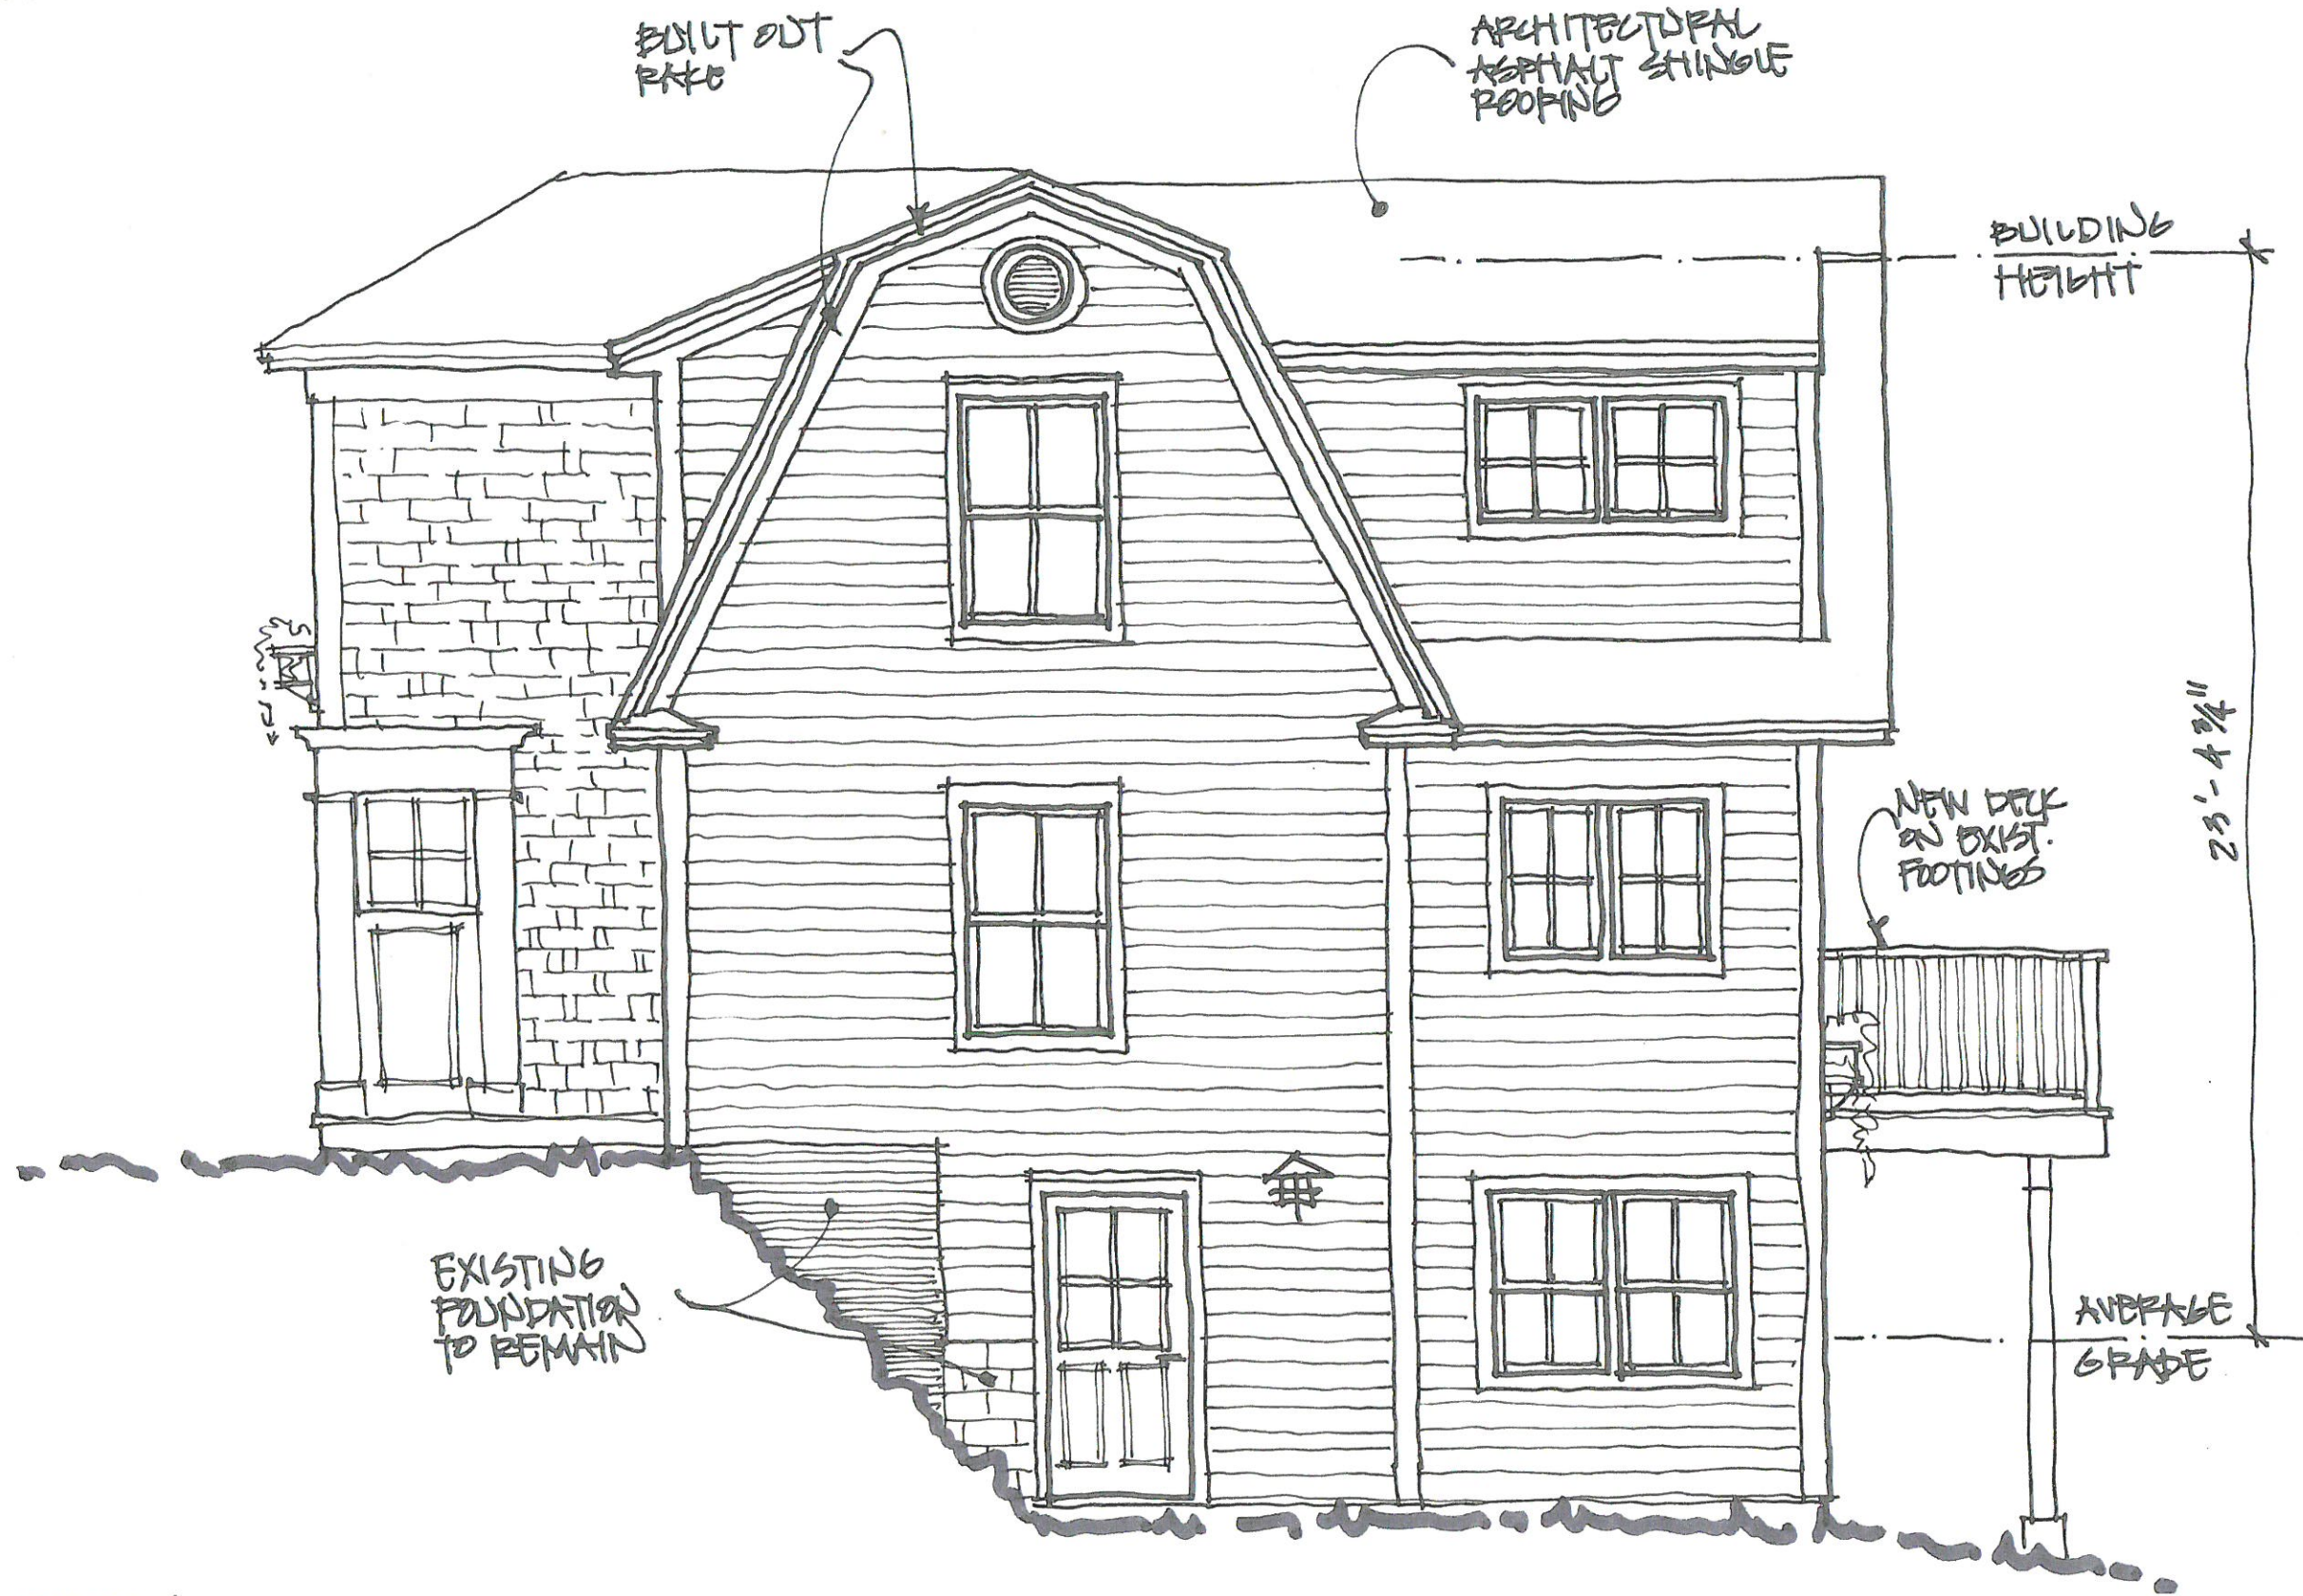 BUILT OUT
RAKE
ARCHITECTURAL
ASPHALT SHINGLE
ROOFING
BUILDING
HEIGHT
23'- 4 3/4"
NEW DECK
ON EXIST.
FOOTINGS
EXISTING
FOUNDATION
TO REMAIN
AVERAGE
GRADE